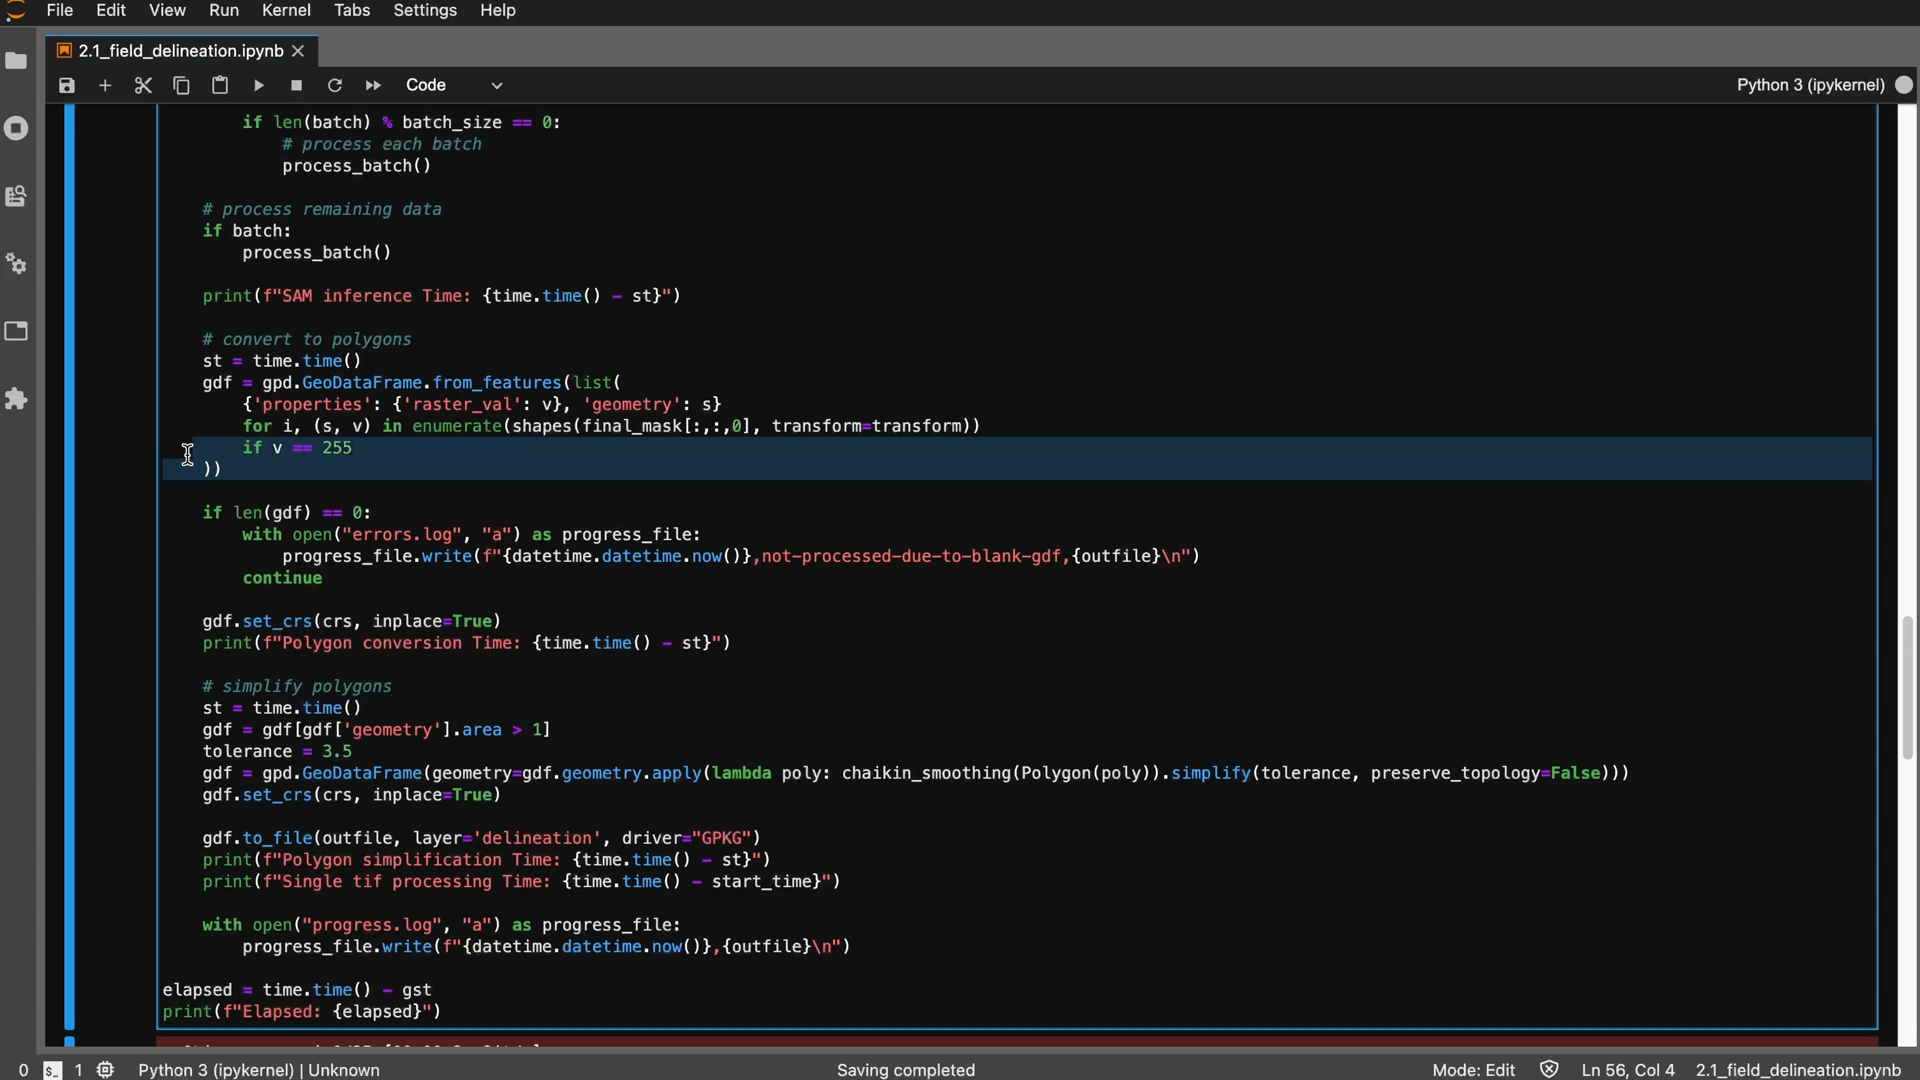 File Edit View Run Kernel Tabs Settings Help
2.1_field_delineation.ipynb
Code
Python 3 (ipykernel)
if len(batch) % batch_size == 0:
# process each batch
process_batch()
# process remaining data
if batch:
process_batch()
print(f"SAM inference Time: {time.time() - st}")
# convert to polygons
st = time.time()
gdf = gpd.GeoDataFrame.from_features(list(
{'properties': {'raster_val': v}, 'geometry': s}
for i, (s, v) in enumerate(shapes(final_mask[:,:,0], transform=transform))
if v == 255
))
if len(gdf) == 0:
with open("errors.log", "a") as progress_file:
progress_file.write(f"{datetime.datetime.now()},not-processed-due-to-blank-gdf,{outfile}\n")
continue
gdf.set_crs(crs, inplace=True)
print(f"Polygon conversion Time: {time.time() - st}")
# simplify polygons
st = time.time()
gdf = gdf[gdf['geometry'].area > 1]
tolerance = 3.5
gdf = gpd.GeoDataFrame(geometry=gdf.geometry.apply(lambda poly: chaikin_smoothing(Polygon(poly)).simplify(tolerance, preserve_topology=False)))
gdf.set_crs(crs, inplace=True)
gdf.to_file(outfile, layer='delineation', driver="GPKG")
print(f"Polygon simplification Time: {time.time() - st}")
print(f"Single tif processing Time: {time.time() - start_time}")
with open("progress.log", "a") as progress_file:
progress_file.write(f"{datetime.datetime.now()},{outfile}\n")
elapsed = time.time() - gst
print(f"Elapsed: {elapsed}")
0 $_ 1 Python 3 (ipykernel) | Unknown Saving completed Mode: Edit Ln 56, Col 4 2.1_field_delineation.ipynb